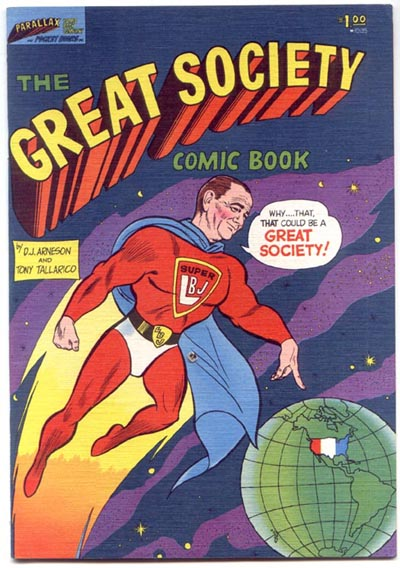 PARALLAX
$1.00
THE
GREAT SOCIETY
COMIC BOOK
by
D.J. ARNESON
AND
TONY TALLARICO
WHY....THAT,
THAT COULD BE A
GREAT
SOCIETY!
SUPER
LBJ
LBJ